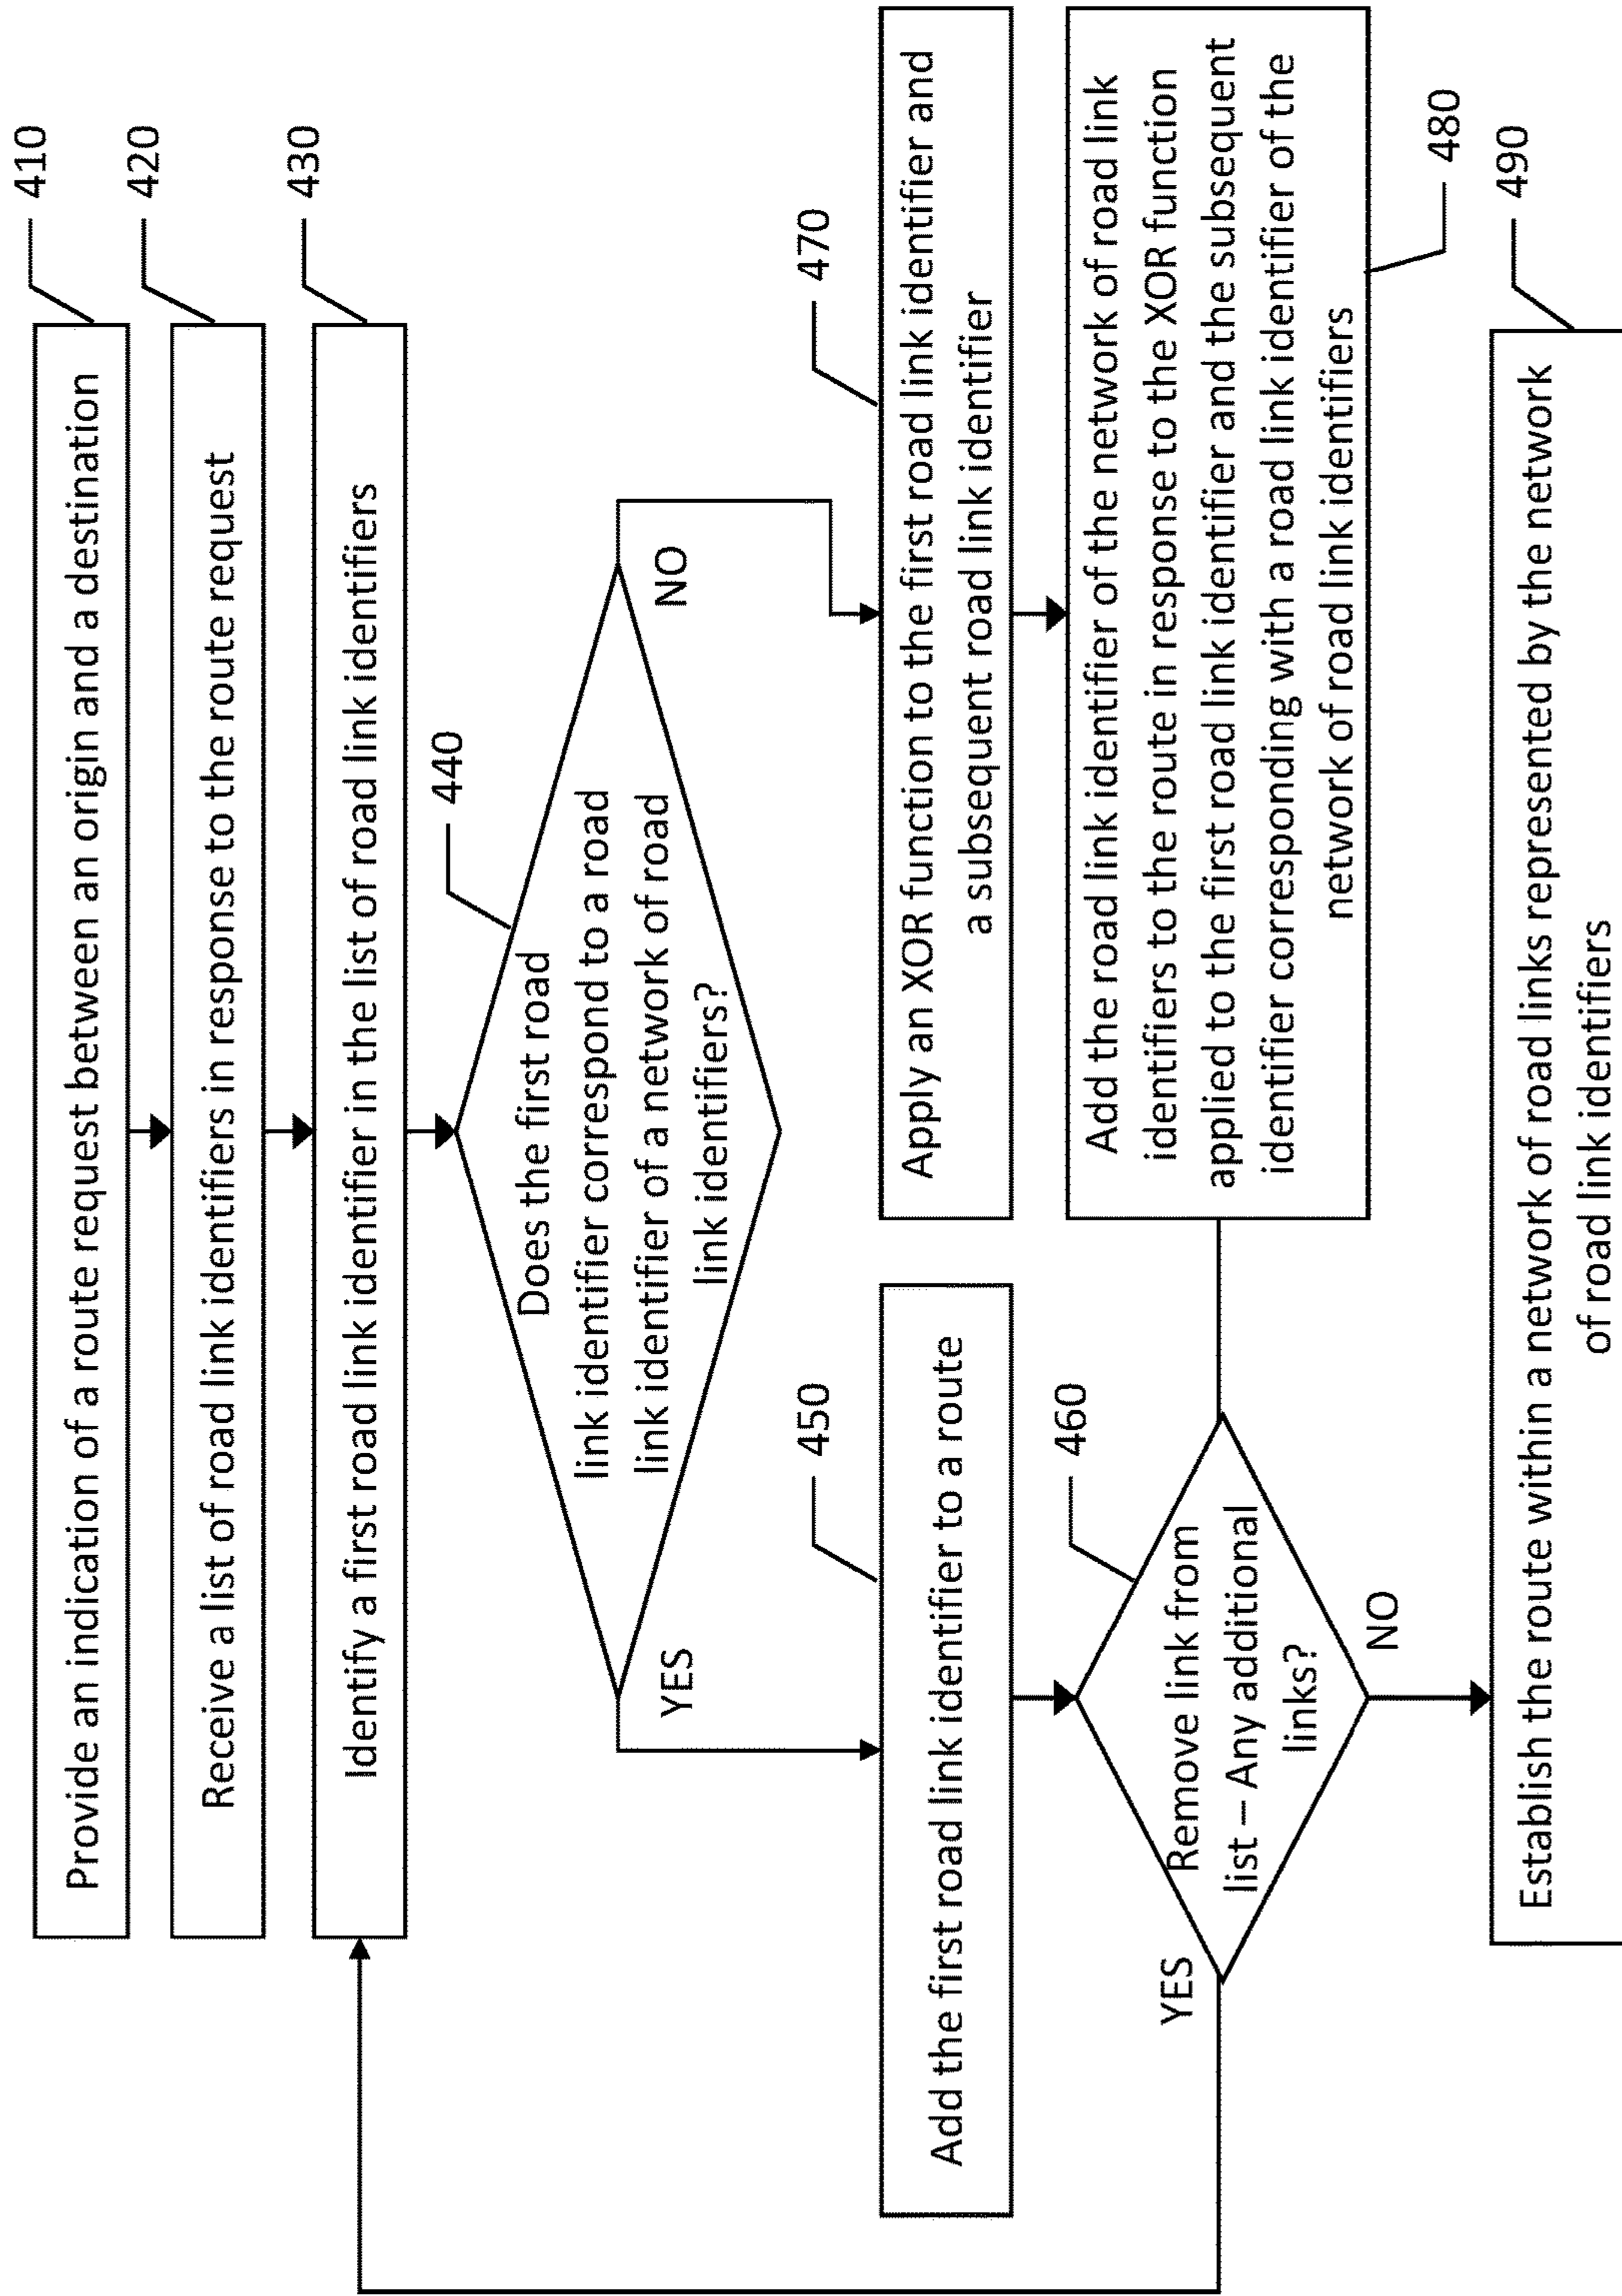 410
Provide an indication of a route request between an origin and a destination
420
Receive a list of road link identifiers in response to the route request
430
Identify a first road link identifier in the list of road link identifiers
440
Does the first road
link identifier correspond to a road
link identifier of a network of road
link identifiers?
YES
NO
450
Add the first road link identifier to a route
470
Apply an XOR function to the first road link identifier and
a subsequent road link identifier
460
Remove link from
list – Any additional
links?
YES
NO
Add the road link identifier of the network of road link
identifiers to the route in response to the XOR function
applied to the first road link identifier and the subsequent
identifier corresponding with a road link identifier of the
network of road link identifiers
480
490
Establish the route within a network of road links represented by the network
of road link identifiers